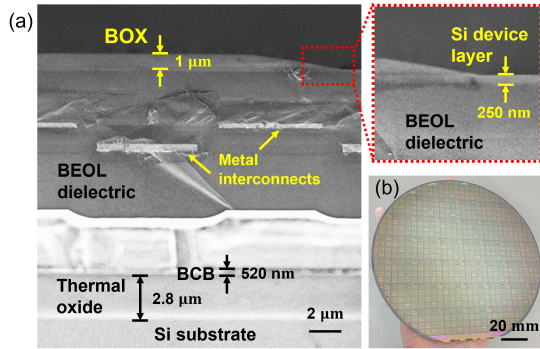 (a)
BOX
1 μm
Si device
layer
250 nm
BEOL
dielectric
Metal
interconnects
BEOL
dielectric
(b)
BCB
520 nm
Thermal
oxide
2.8 μm
Si substrate
2 μm
20 mm